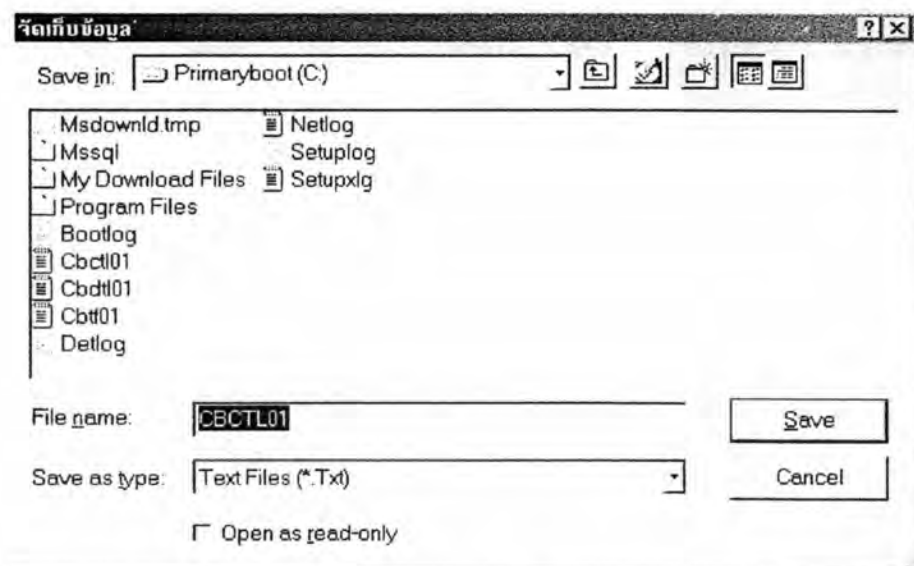 จัดเก็บข้อมูล
Save in: Primaryboot (C:)
Msdownld.tmp
Mssql
My Download Files
Program Files
Bootlog
Cbctl01
Cbdtl01
Cbtf01
Detlog
Netlog
Setuplog
Setupxlg
File name: CBCTL01
Save
Save as type: Text Files (*.Txt)
Cancel
Open as read-only